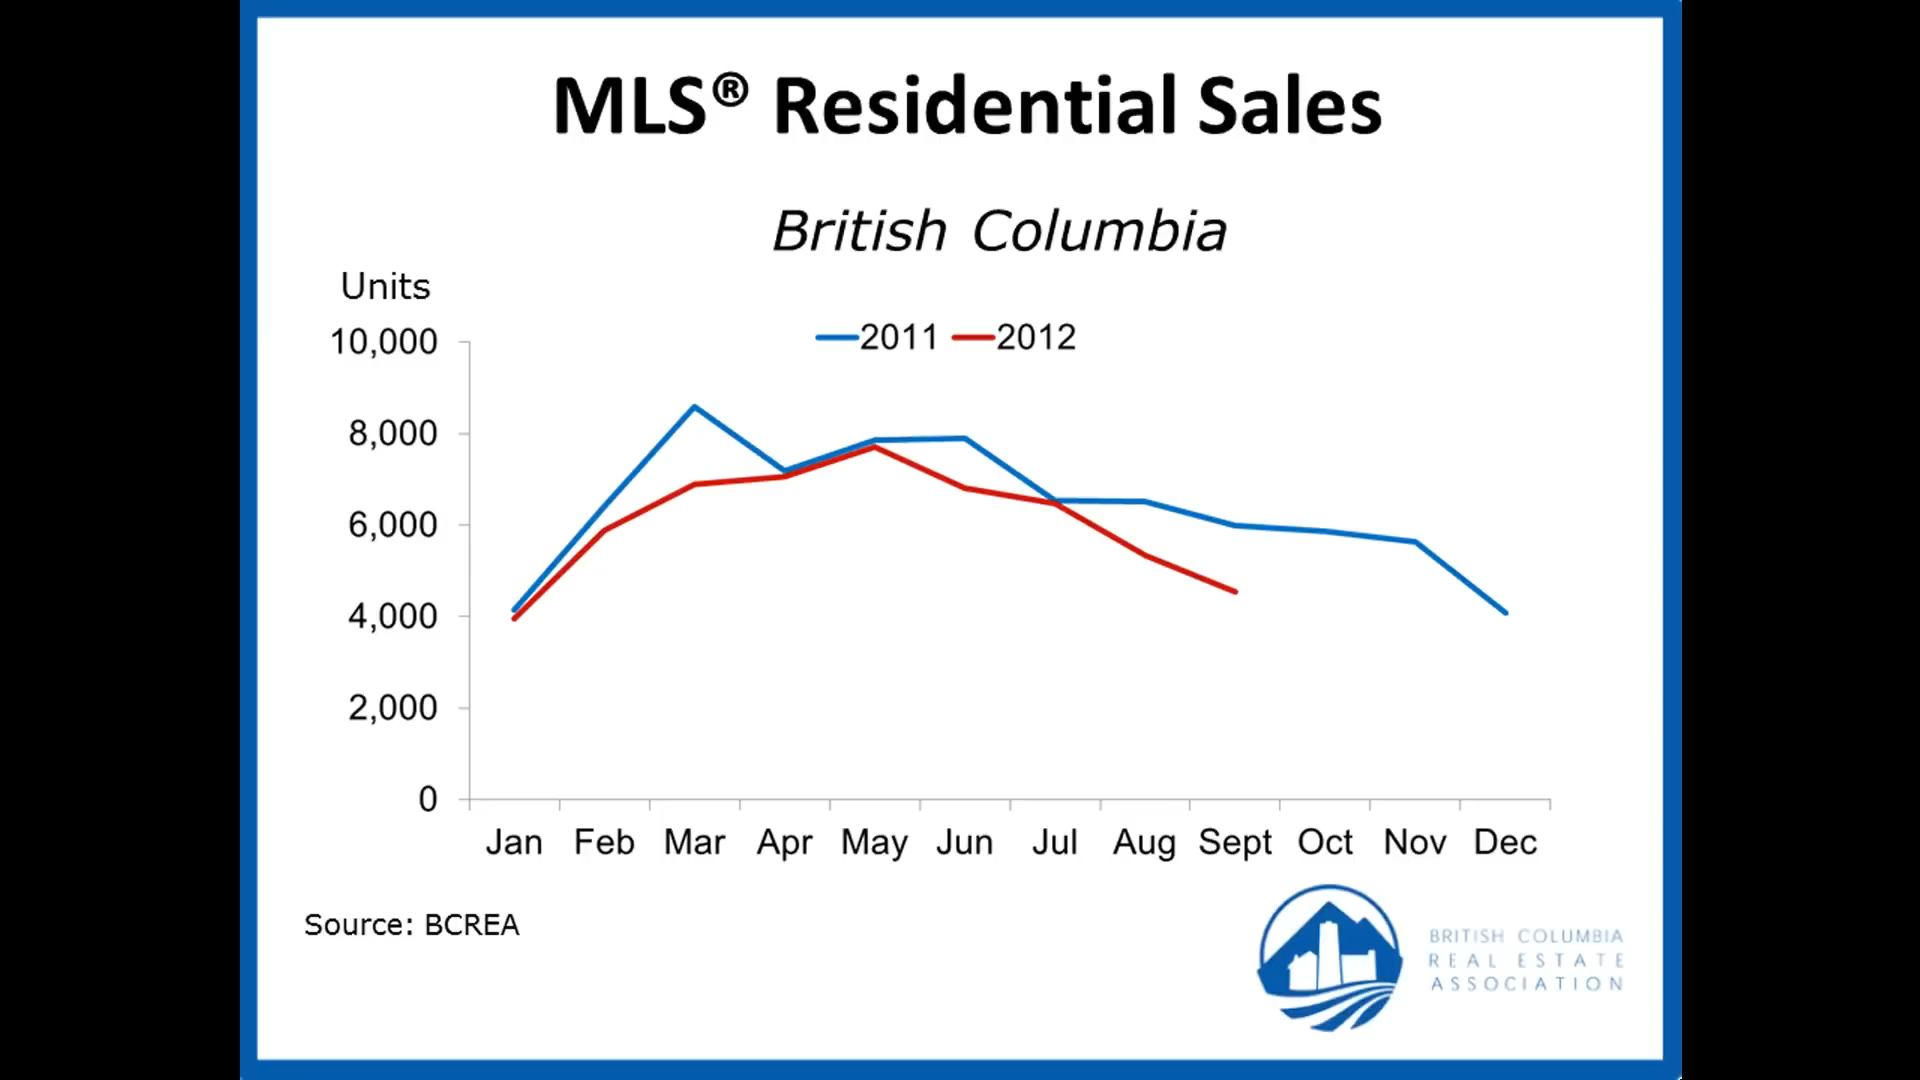 MLS® Residential Sales
British Columbia
Units
2011 2012
10,000
8,000
6,000
4,000
2,000
0
Jan Feb Mar Apr May Jun Jul Aug Sept Oct Nov Dec
Source: BCREA
BRITISH COLUMBIA
REAL ESTATE
ASSOCIATION